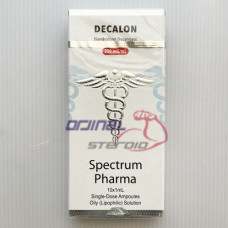 DECALON
Nandrolone Decanoate
ORJINAL
STEROID
Spectrum
Pharma
10x1mL
Single-Dose Ampoules
Oily (Lipophilic) Solution